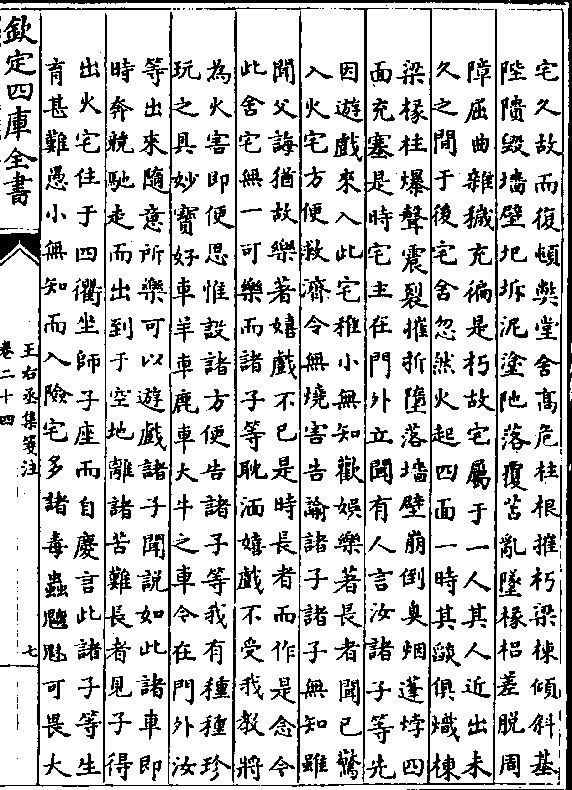 宅久故而復頓弊堂舍髙危柱根摧朽梁棟傾斜基
陛隤毁墻壁圮坼泥塗阤落覆苫亂墜椽梠差脱周
障屈曲雜穢充徧是朽故宅屬于一人其人近出未
久之間于後宅舍忽然火起四面一時其燄俱熾棟
梁椽柱爆聲震裂摧折墮落墻壁崩倒臭烟蓬㶿四
面充塞是時宅主在門外立聞有人言汝諸子等先
因遊戲來入此宅稚小無知歡娛樂著長者聞已驚
入火宅方便救濟令無燒害告諭諸子諸子無知雖
聞父誨猶故樂著嬉戲不已是時長者而作是念今
此舍宅無一可樂而諸子等耽湎嬉戲不受我教將
為火害即便思惟設諸方便告諸子等我有種種珍
玩之具妙寶好車羊車鹿車大牛之車今在門外汝
等出來隨意所樂可以遊戲諸子聞說如此諸車即
時奔競馳走而出到于空地離諸苦難長者見子得
出火宅住于四衢坐師子座而自慶言此諸子等生
育甚難愚小無知而入險宅多諸毒蟲魑魅可畏大
欽定四庫全書
王右丞集箋注
卷二十四
七